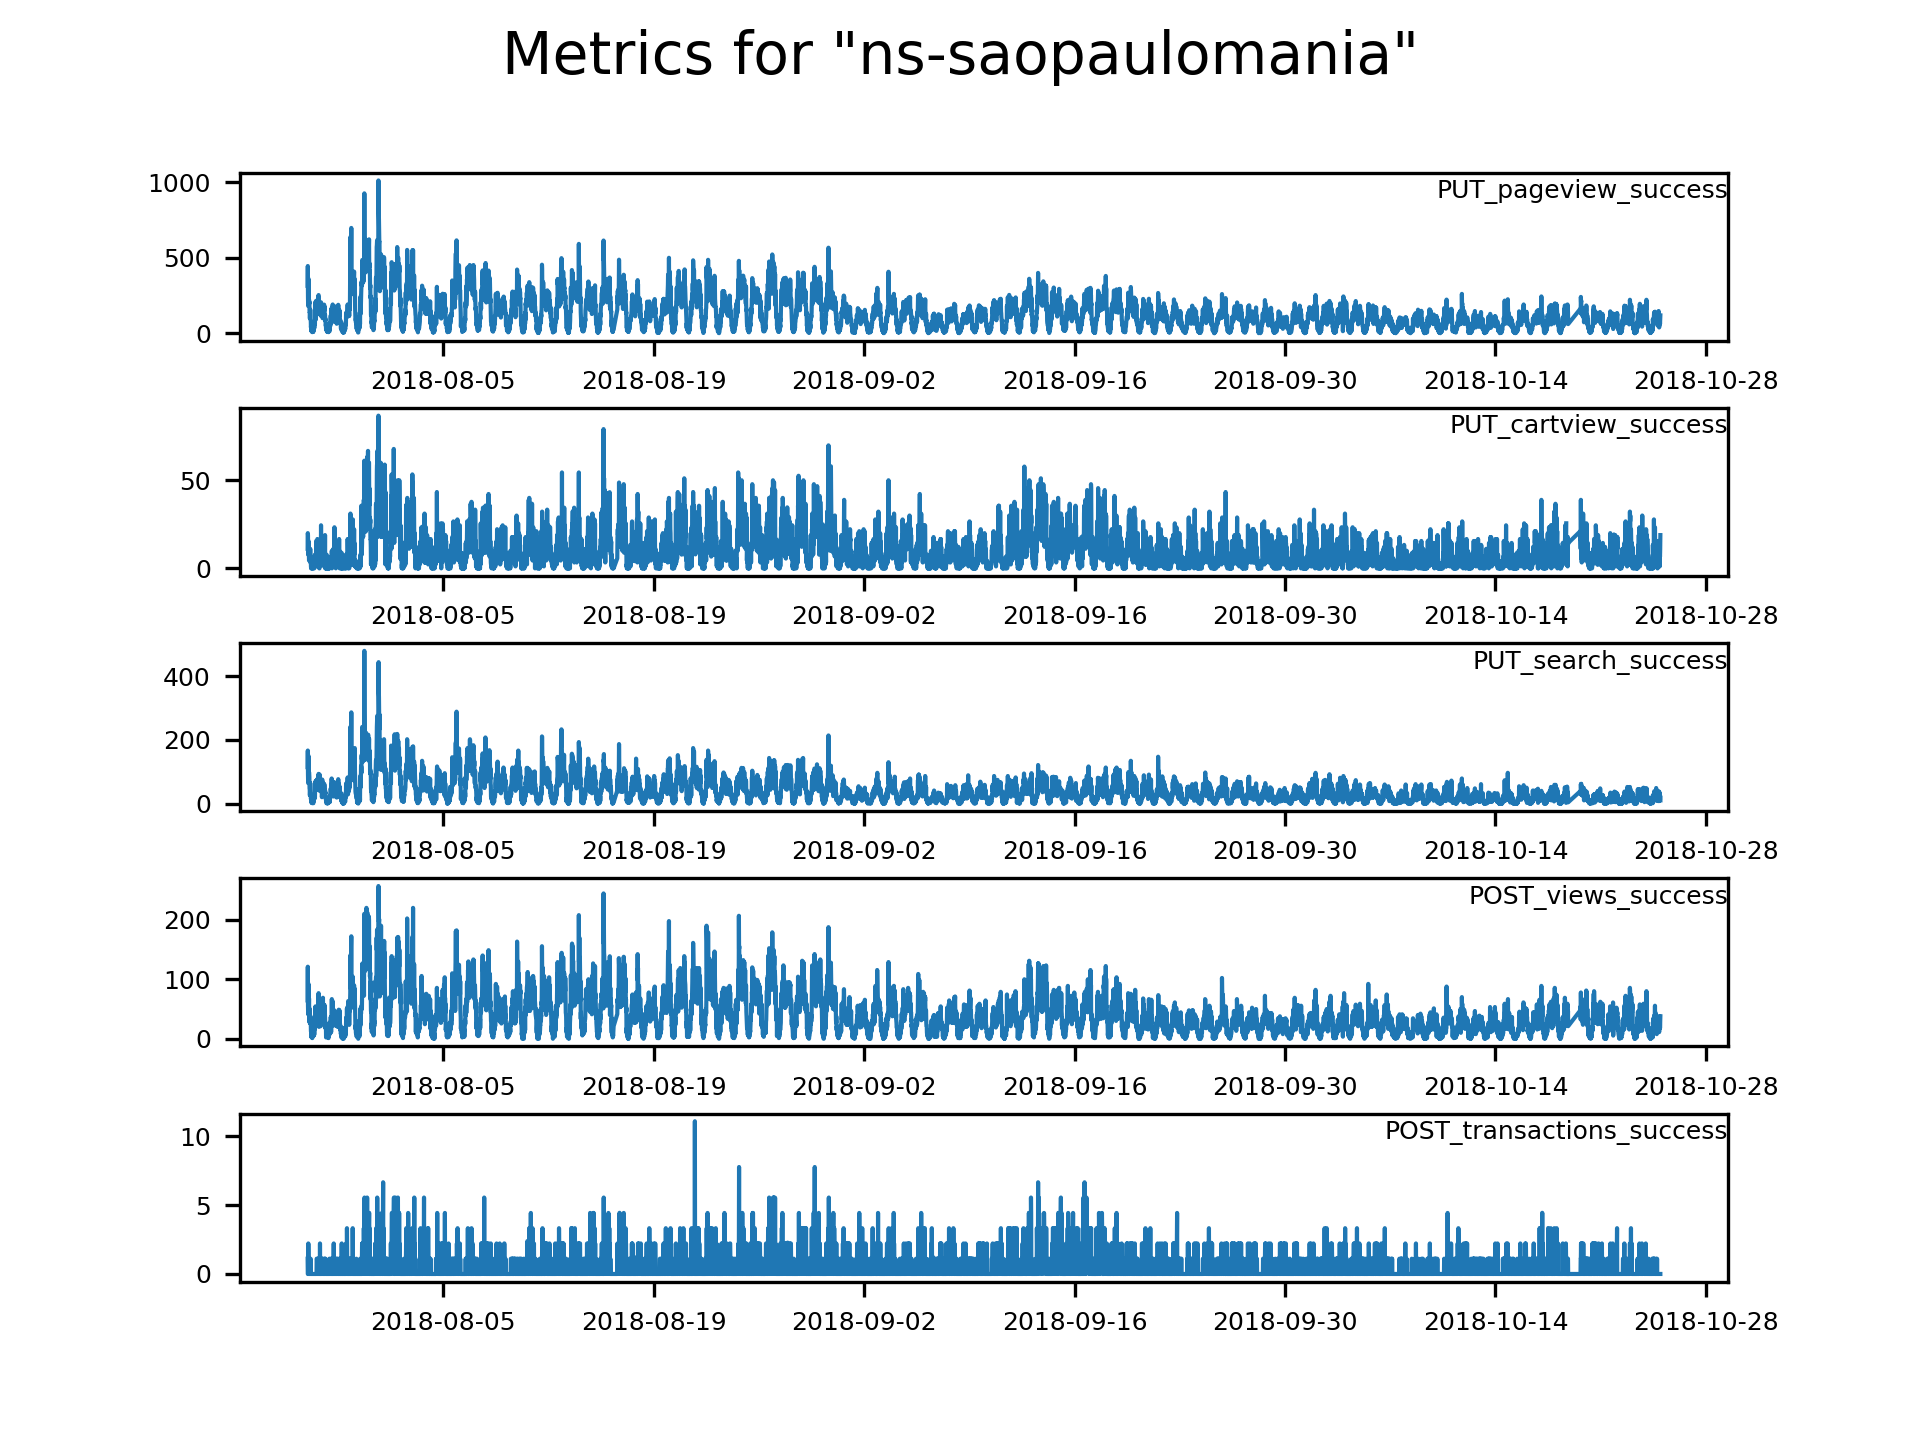 Metrics for "ns-saopaulomania"
1000
500
0
PUT_pageview_success
2018-08-05 2018-08-19 2018-09-02 2018-09-16 2018-09-30 2018-10-14 2018-10-28
50
0
PUT_cartview_success
2018-08-05 2018-08-19 2018-09-02 2018-09-16 2018-09-30 2018-10-14 2018-10-28
400
200
0
PUT_search_success
2018-08-05 2018-08-19 2018-09-02 2018-09-16 2018-09-30 2018-10-14 2018-10-28
200
100
0
POST_views_success
2018-08-05 2018-08-19 2018-09-02 2018-09-16 2018-09-30 2018-10-14 2018-10-28
10
5
0
POST_transactions_success
2018-08-05 2018-08-19 2018-09-02 2018-09-16 2018-09-30 2018-10-14 2018-10-28